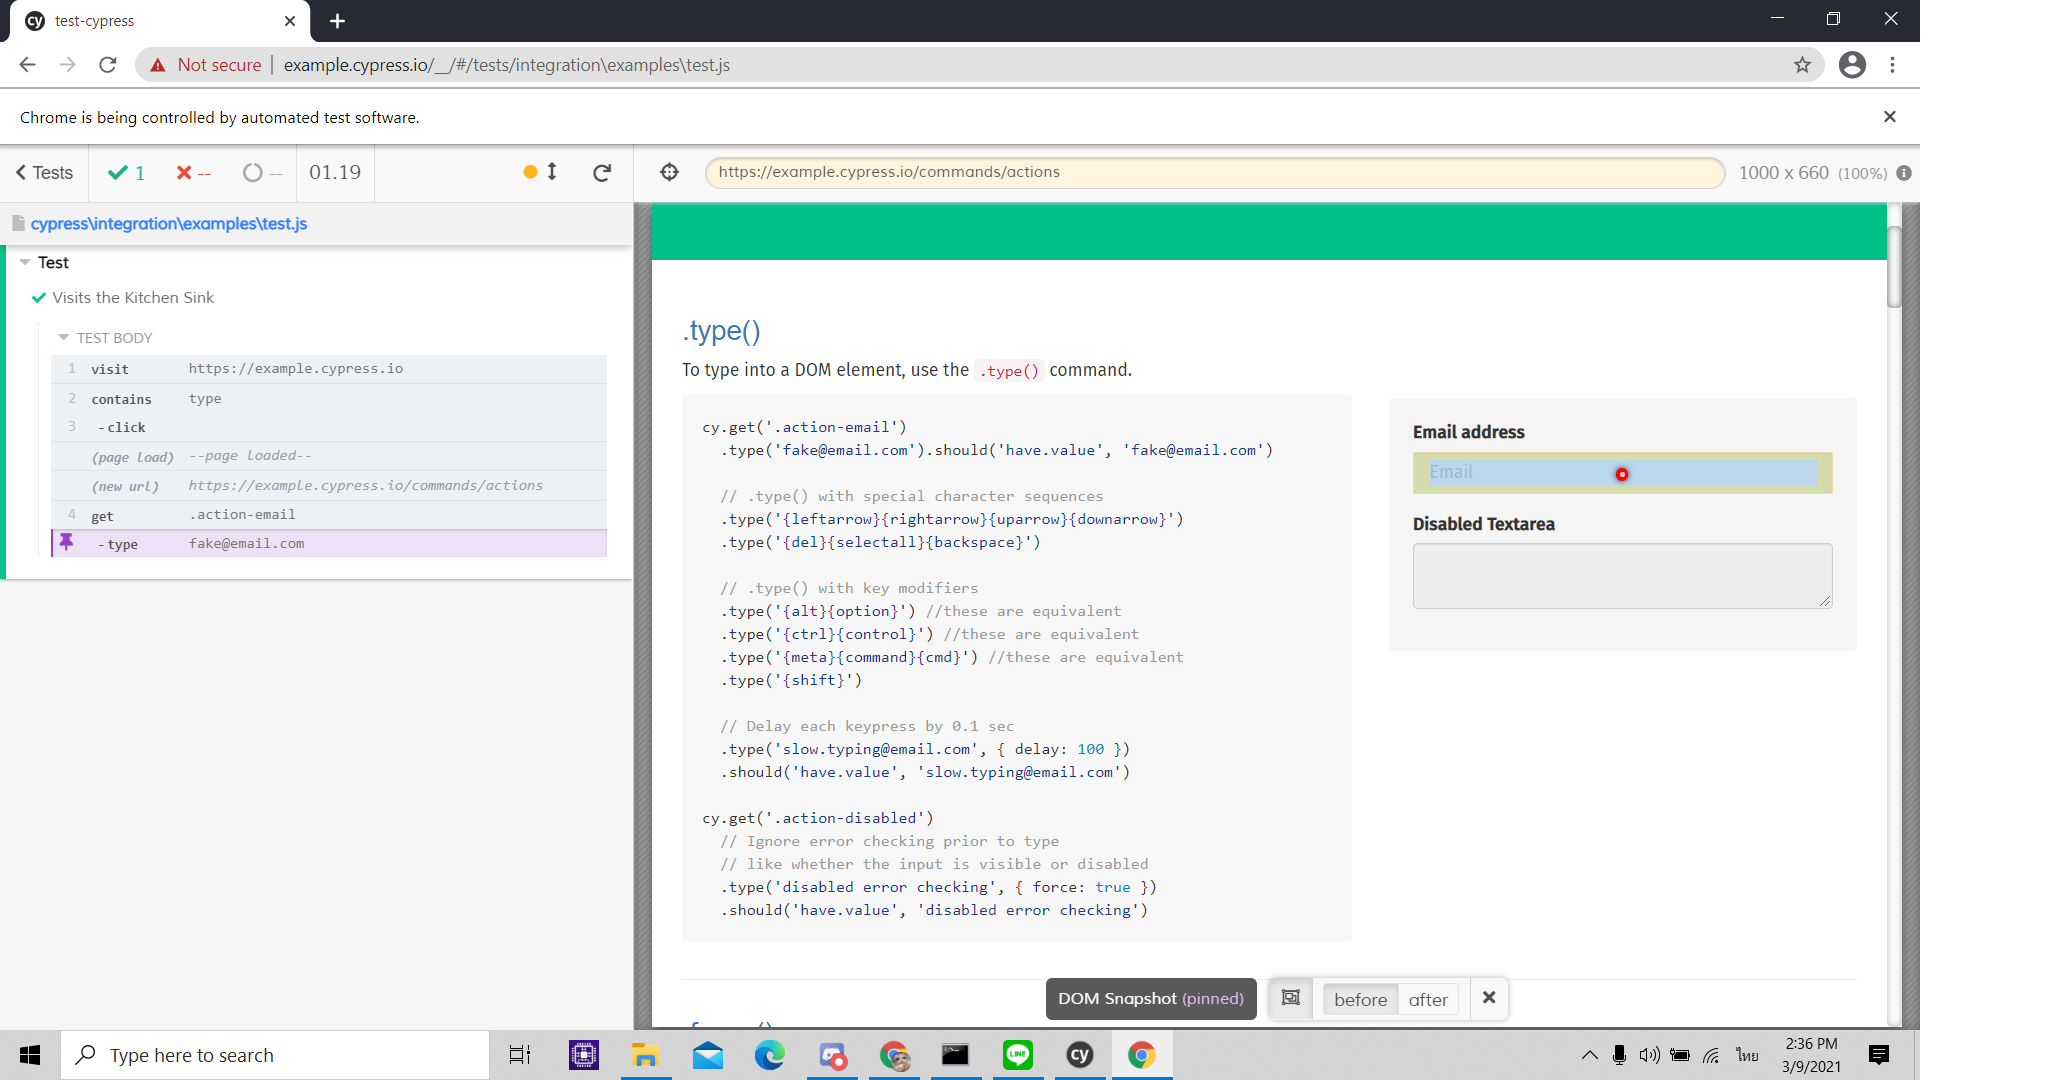 test-cypress
Not secure
example.cypress.io/__/#/tests/integration\examples\test.js
Chrome is being controlled by automated test software.
Tests
1
--
--
01.19
https://example.cypress.io/commands/actions
1000 x 660 (100%)
cypress\integration\examples\test.js
Test
Visits the Kitchen Sink
TEST BODY
1 visit https://example.cypress.io
2 contains type
3 -click
(page load) --page loaded--
(new url) https://example.cypress.io/commands/actions
4 get .action-email
-type fake@email.com
.type()
To type into a DOM element, use the .type() command.
cy.get('.action-email')
.type('fake@email.com').should('have.value', 'fake@email.com')
// .type() with special character sequences
.type('{leftarrow}{rightarrow}{uparrow}{downarrow}')
.type('{del}{selectall}{backspace}')
// .type() with key modifiers
.type('{alt}{option}') //these are equivalent
.type('{ctrl}{control}') //these are equivalent
.type('{meta}{command}{cmd}') //these are equivalent
.type('{shift}')
// Delay each keypress by 0.1 sec
.type('slow.typing@email.com', { delay: 100 })
.should('have.value', 'slow.typing@email.com')
cy.get('.action-disabled')
// Ignore error checking prior to type
// like whether the input is visible or disabled
.type('disabled error checking', { force: true })
.should('have.value', 'disabled error checking')
Email address
Email
Disabled Textarea
DOM Snapshot (pinned)
before
after
Type here to search
LINE
cy
ไทย
2:36 PM
3/9/2021